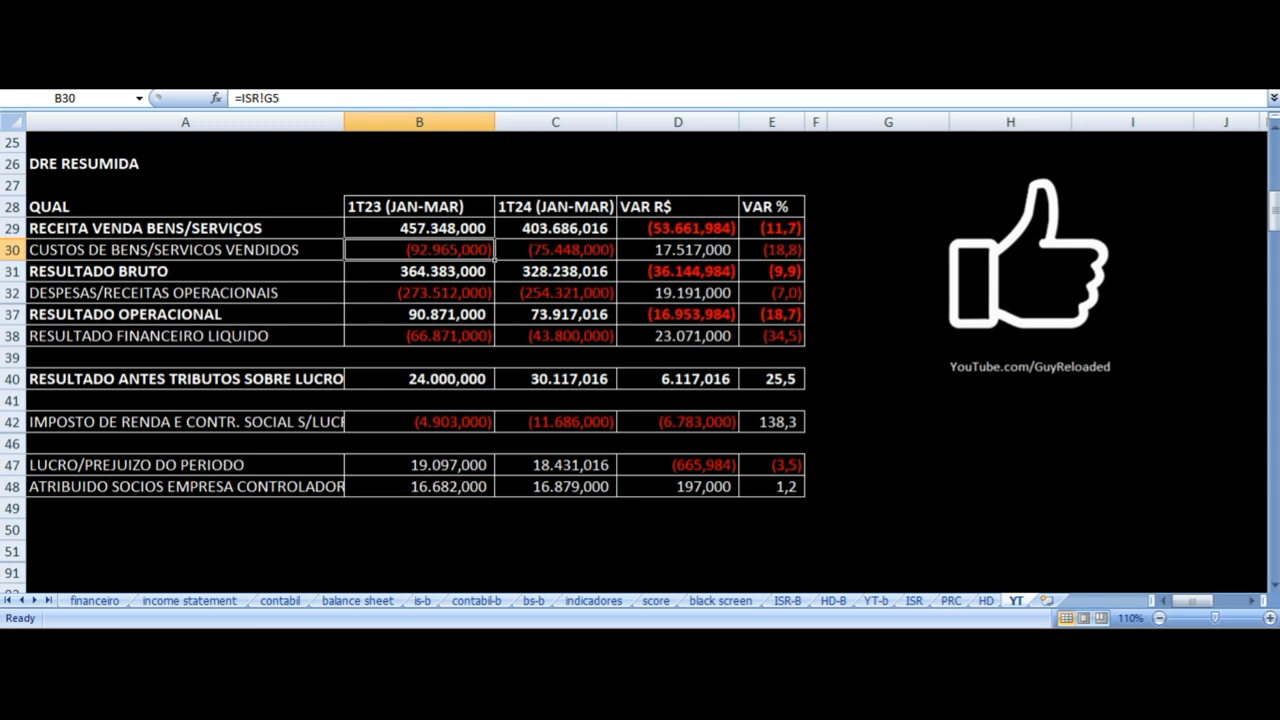 B30 fx =ISR!G5
A B C D E F G H I J
25
26 DRE RESUMIDA
27
28 QUAL 1T23 (JAN-MAR) 1T24 (JAN-MAR) VAR R$ VAR %
29 RECEITA VENDA BENS/SERVIÇOS 457.348,000 403.686,016 (53.661,984) (11,7)
30 CUSTOS DE BENS/SERVICOS VENDIDOS (92.965,000) (75.448,000) 17.517,000 (18,8)
31 RESULTADO BRUTO 364.383,000 328.238,016 (36.144,984) (9,9)
32 DESPESAS/RECEITAS OPERACIONAIS (273.512,000) (254.321,000) 19.191,000 (7,0)
37 RESULTADO OPERACIONAL 90.871,000 73.917,016 (16.953,984) (18,7)
38 RESULTADO FINANCEIRO LIQUIDO (66.871,000) (43.800,000) 23.071,000 (34,5)
39
40 RESULTADO ANTES TRIBUTOS SOBRE LUCRO 24.000,000 30.117,016 6.117,016 25,5
41
42 IMPOSTO DE RENDA E CONTR. SOCIAL S/LUCR (4.903,000) (11.686,000) (6.783,000) 138,3
46
47 LUCRO/PREJUIZO DO PERIODO 19.097,000 18.431,016 (665,984) (3,5)
48 ATRIBUIDO SOCIOS EMPRESA CONTROLADOR 16.682,000 16.879,000 197,000 1,2
49
50
51
91
YouTube.com/GuyReloaded
financeiro income statement contabil balance sheet is-b contabil-b bs-b indicadores score black screen ISR-B HD-B YT-b ISR PRC HD YT
Ready 110%